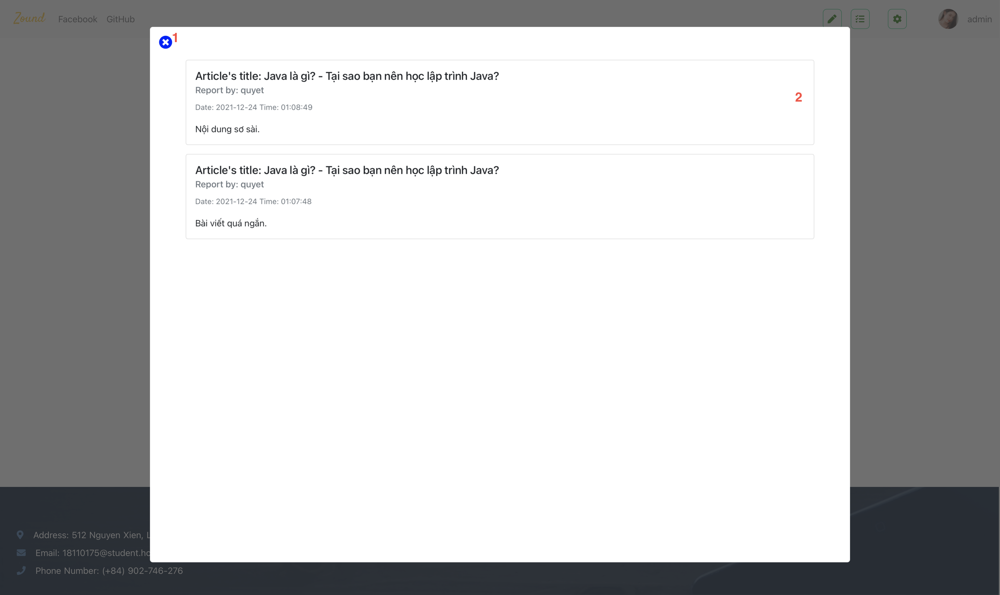 Zound Facebook GitHub admin
1
Article's title: Java là gì? - Tại sao bạn nên học lập trình Java?
Report by: quyet
2
Date: 2021-12-24 Time: 01:08:49
Nội dung sơ sài.
Article's title: Java là gì? - Tại sao bạn nên học lập trình Java?
Report by: quyet
Date: 2021-12-24 Time: 01:07:48
Bài viết quá ngắn.
Address: 512 Nguyen Xien, L
Email: 18110175@student.hc
Phone Number: (+84) 902-746-276